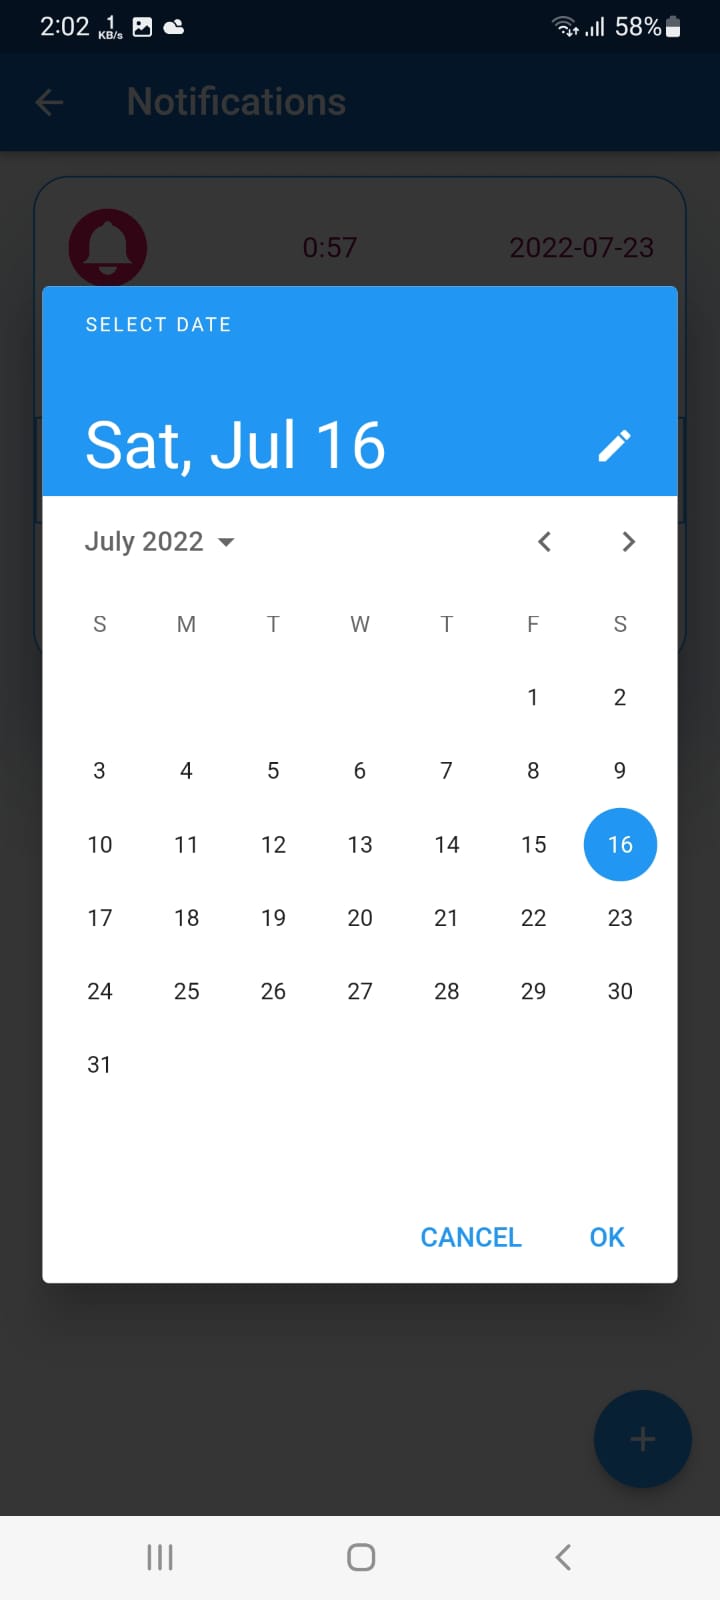 2:02 1 KB/s 58%
Notifications
0:57 2022-07-23
SELECT DATE
Sat, Jul 16
July 2022
S M T W T F S
1 2
3 4 5 6 7 8 9
10 11 12 13 14 15 16
17 18 19 20 21 22 23
24 25 26 27 28 29 30
31
CANCEL OK